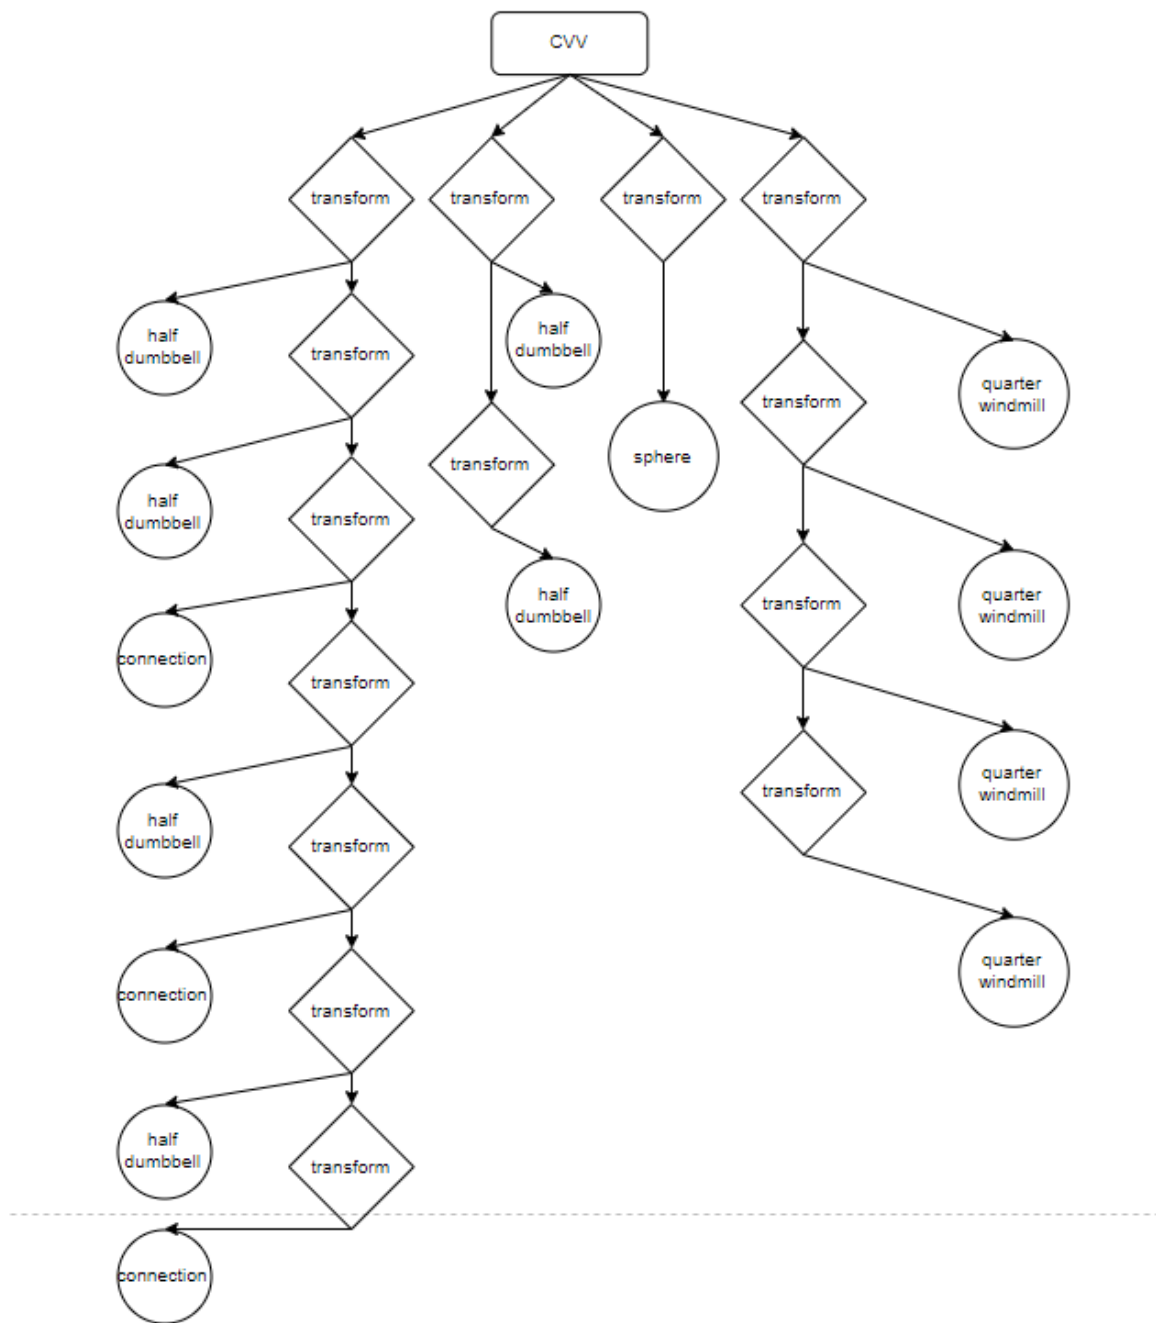 CVV
transform
transform
transform
transform
half
dumbbell
transform
half
dumbbell
transform
quarter
windmill
half
dumbbell
transform
transform
sphere
connection
transform
half
dumbbell
transform
quarter
windmill
half
dumbbell
transform
transform
quarter
windmill
connection
transform
quarter
windmill
half
dumbbell
transform
connection